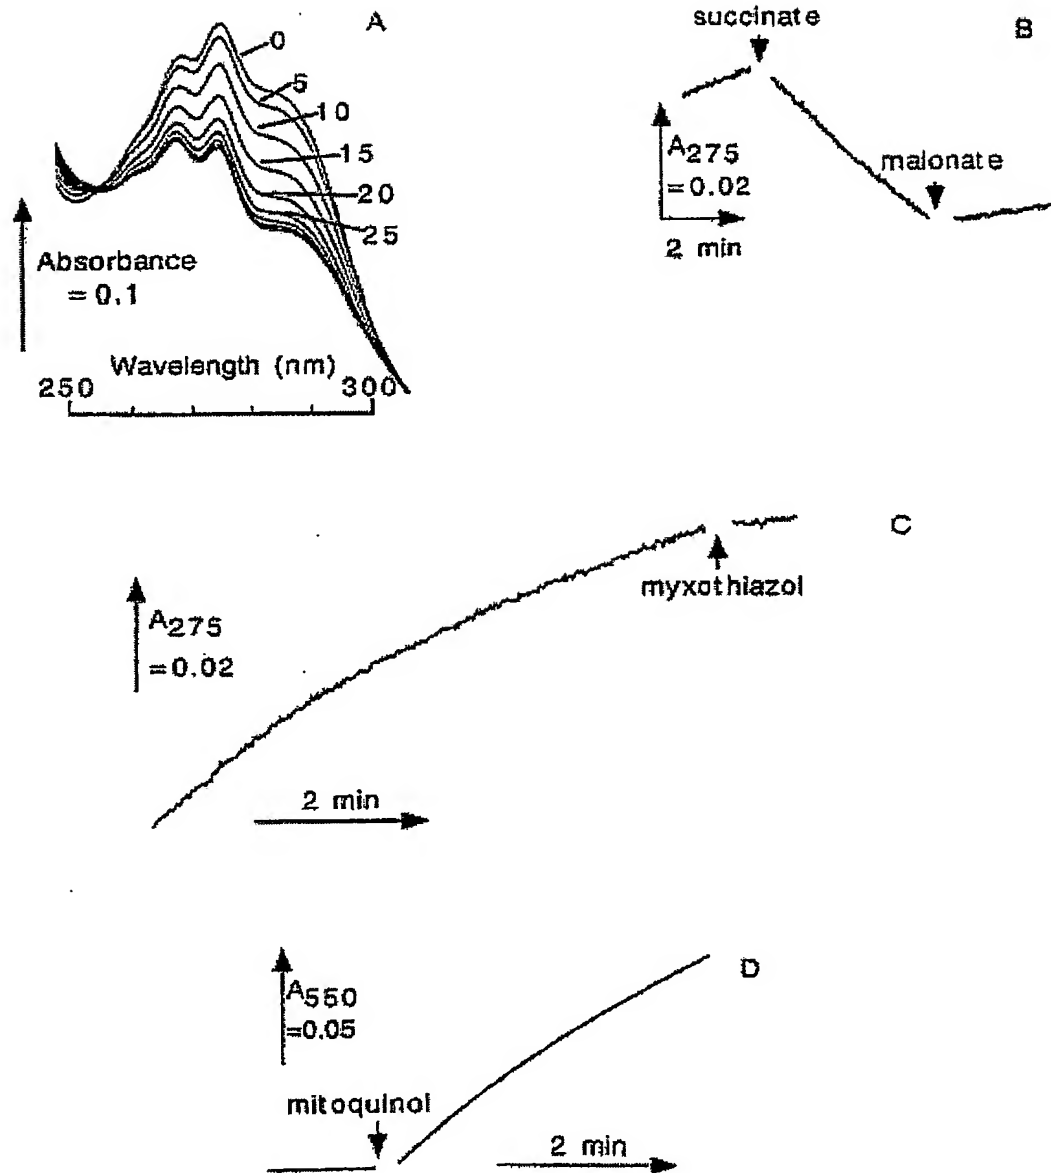 A
0
5
10
15
20
25
Absorbance
= 0.1
Wavelength (nm)
250
300
succinate
B
A275
=0.02
malonate
2 min
C
myxothiazol
A275
=0.02
2 min
D
A550
=0.05
mitoquinol
2 min